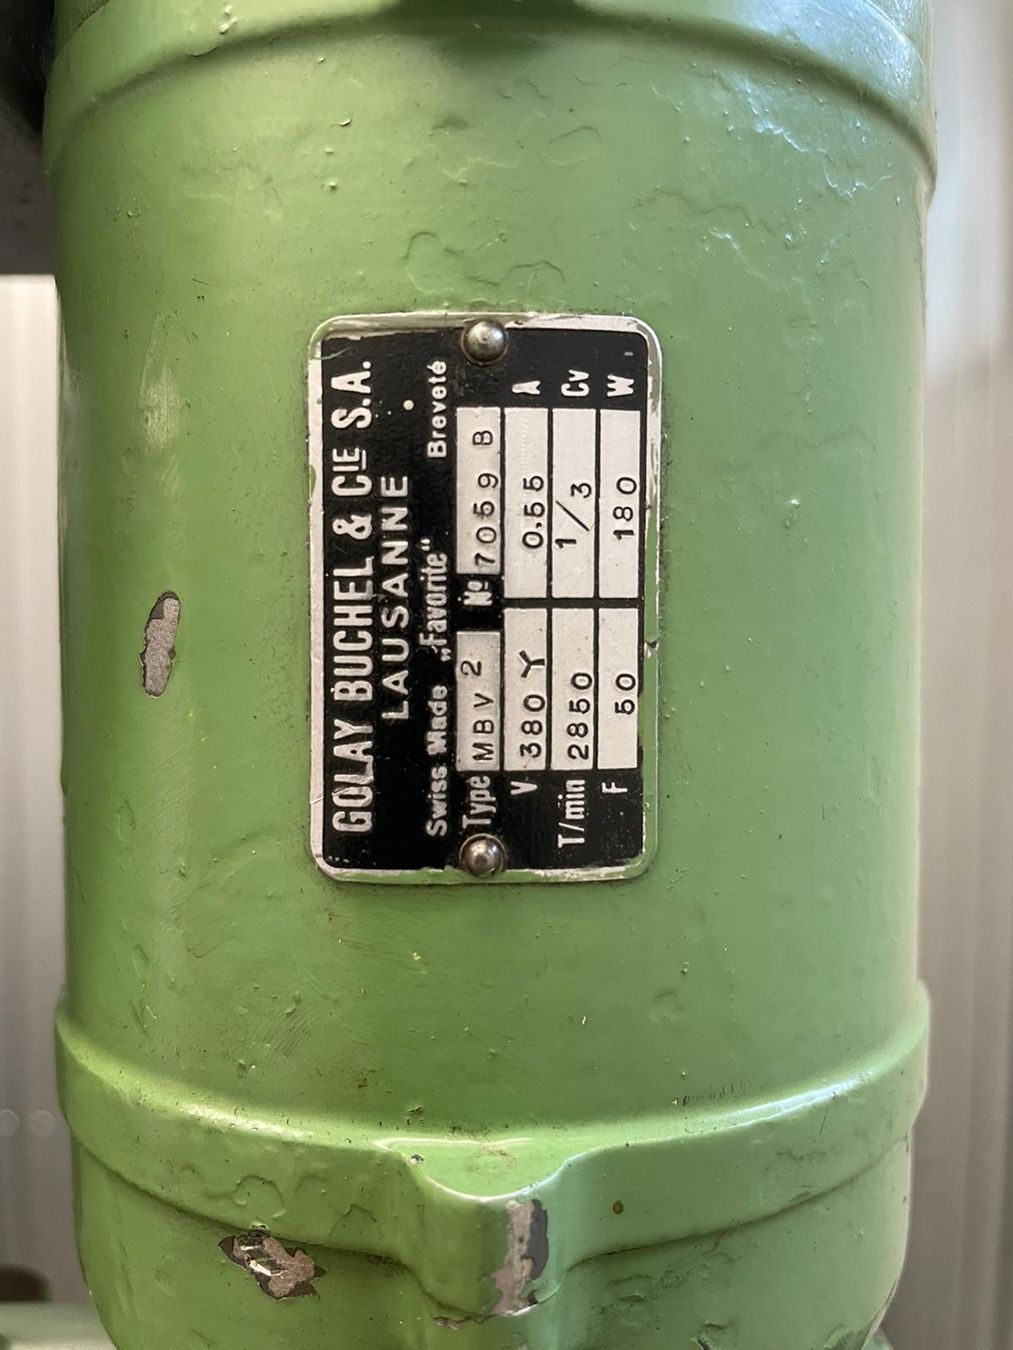 GOLAY BUCHEL & CIE S.A.
LAUSANNE
Swiss Made „Favorite“ Breveté
Type MBV 2 No 7059 B
V 380 Y 0.55 A
T/min 2850 1/3 Cv
F 50 180 W